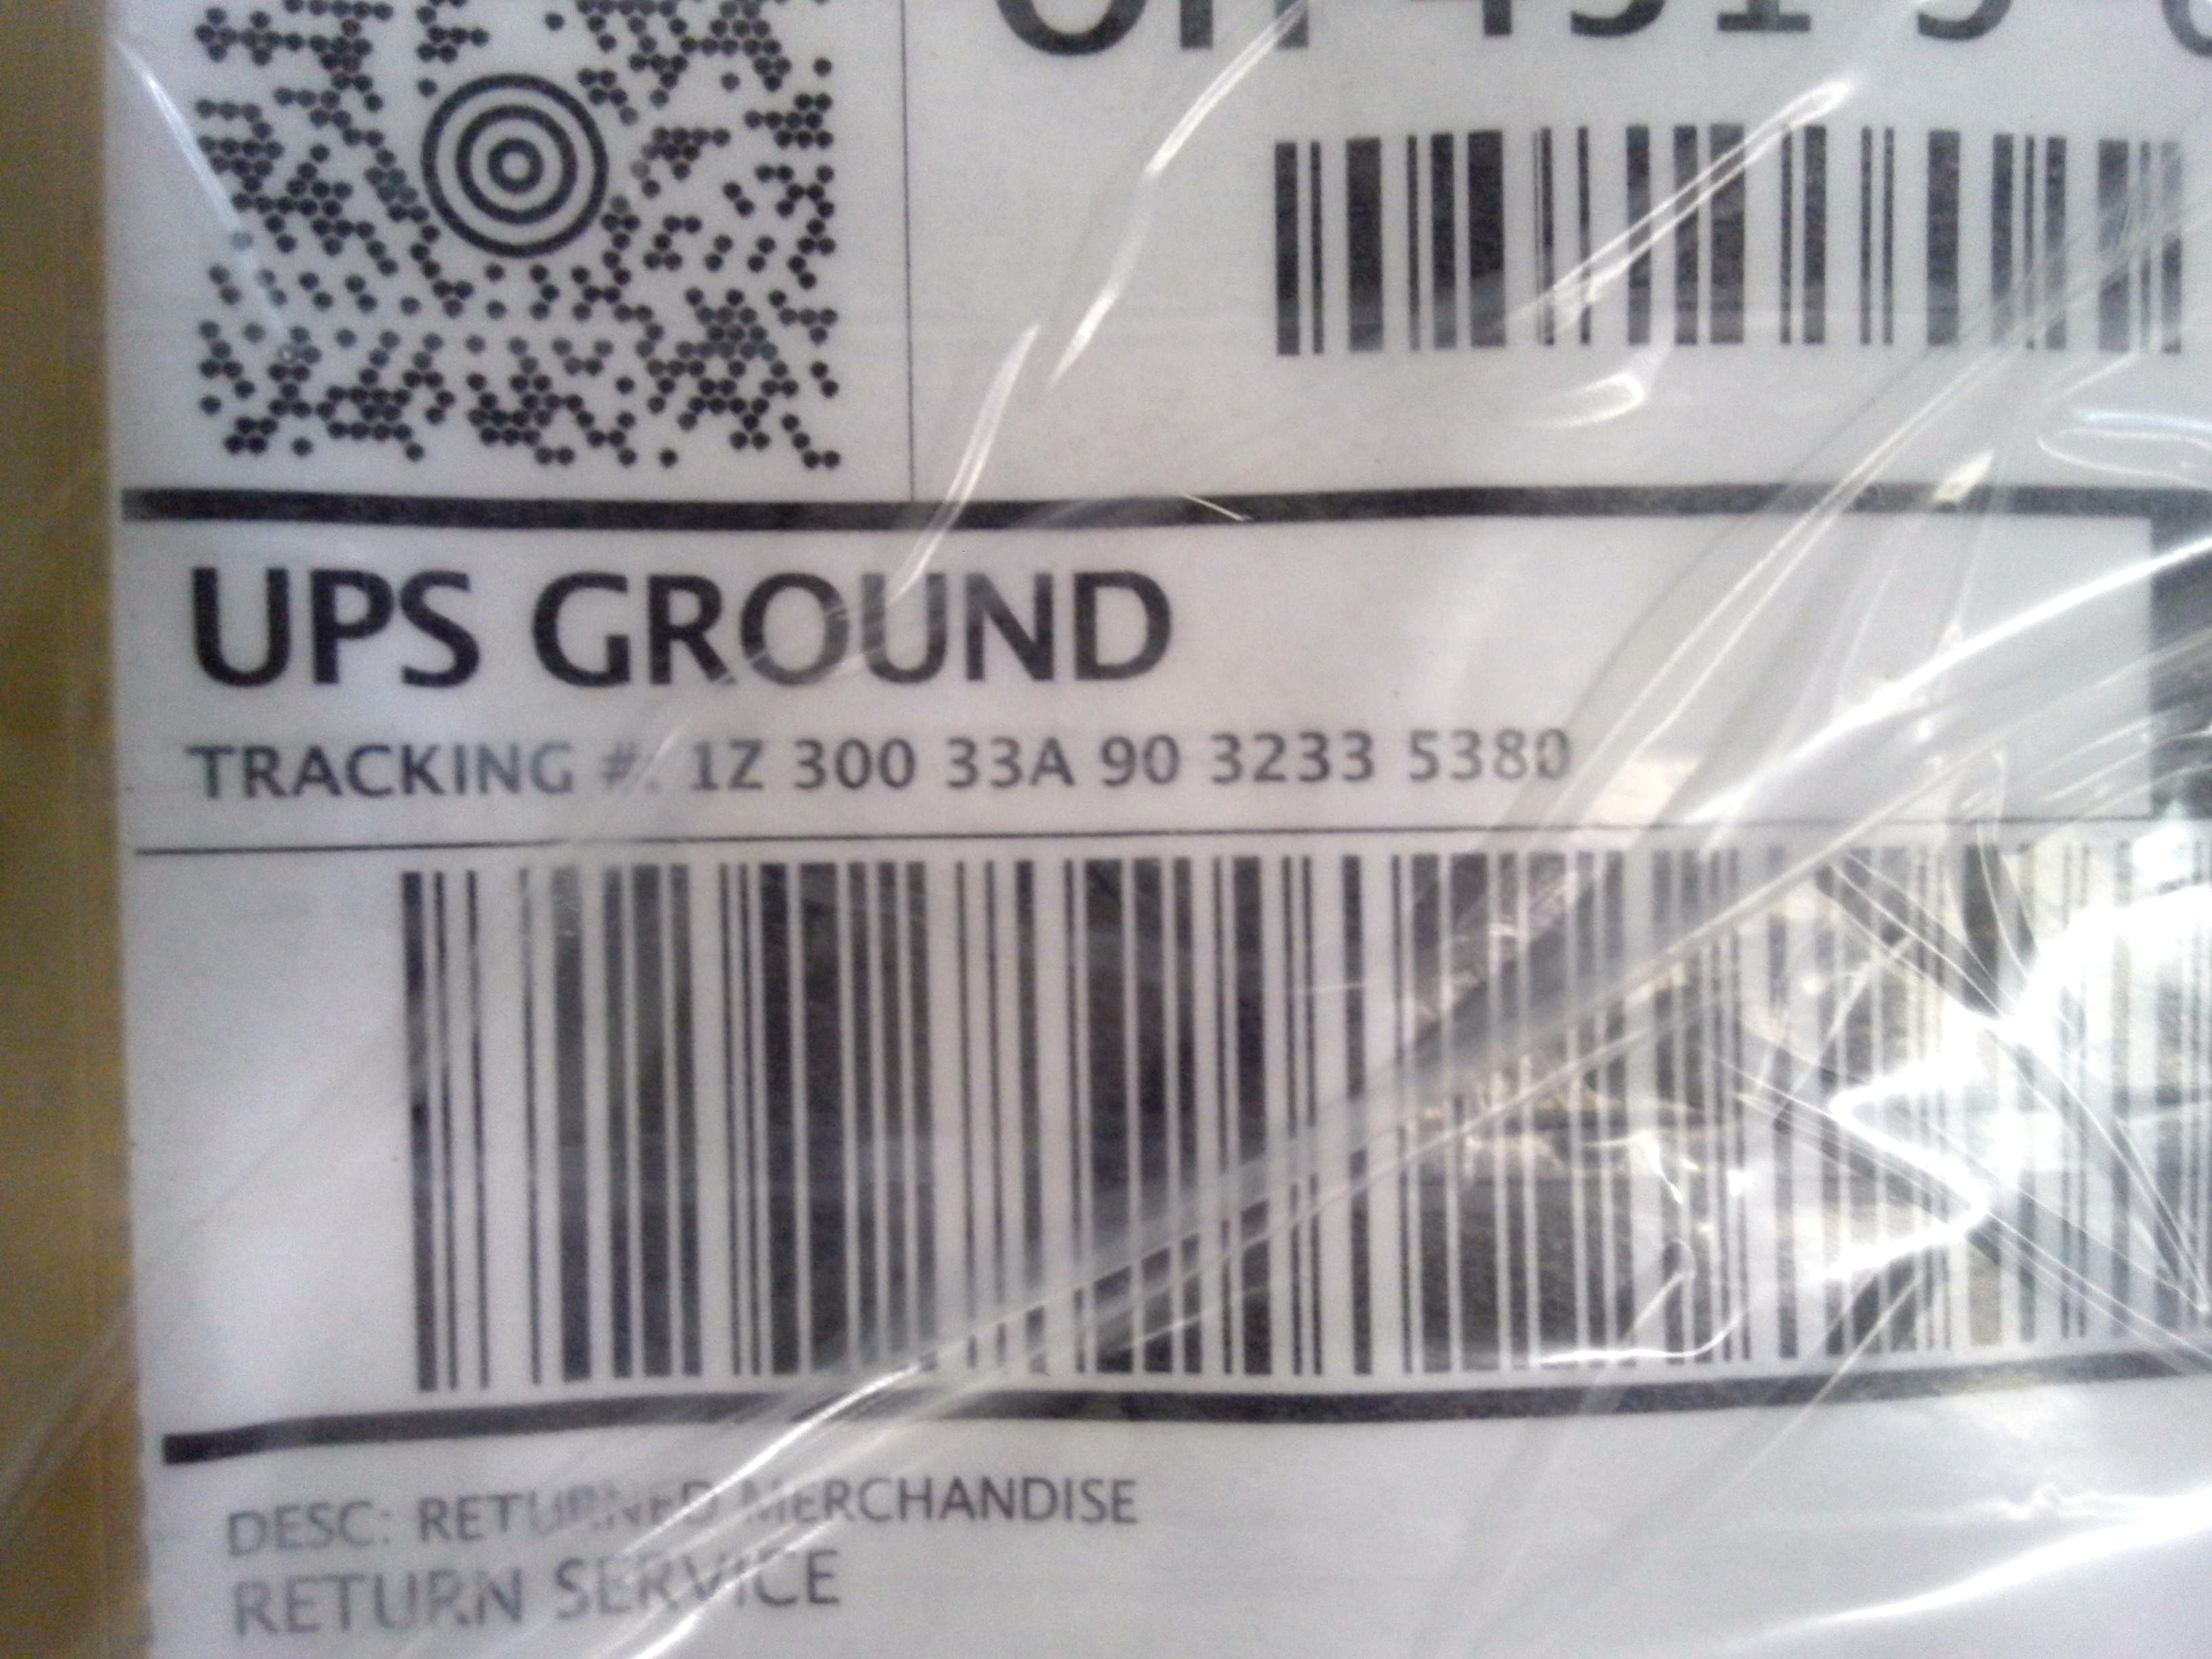 UPS GROUND
TRACKING #: 1Z 300 33A 90 3233 5380
DESC: RETURNED MERCHANDISE
RETURN SERVICE